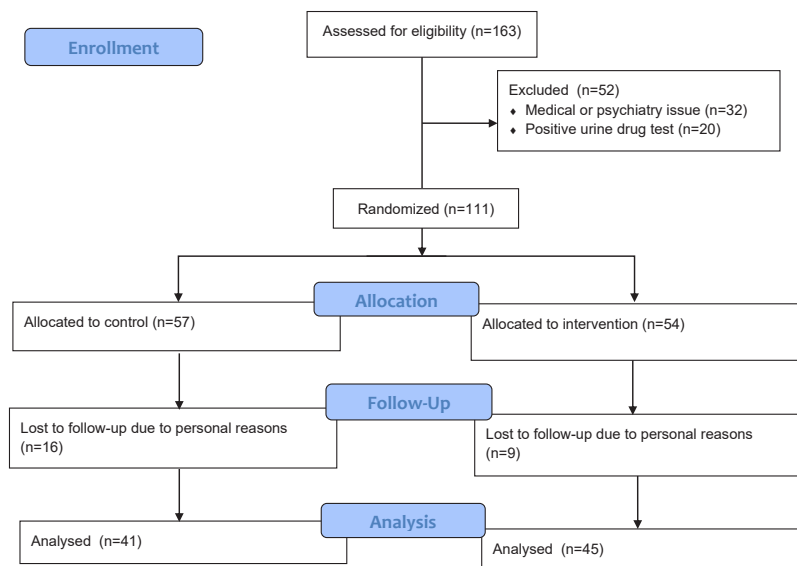 Enrollment
Assessed for eligibility (n=163)
Excluded (n=52)
♦ Medical or psychiatry issue (n=32)
♦ Positive urine drug test (n=20)
Randomized (n=111)
Allocation
Allocated to control (n=57)
Allocated to intervention (n=54)
Follow-Up
Lost to follow-up due to personal reasons
(n=16)
Lost to follow-up due to personal reasons
(n=9)
Analysis
Analysed (n=41)
Analysed (n=45)